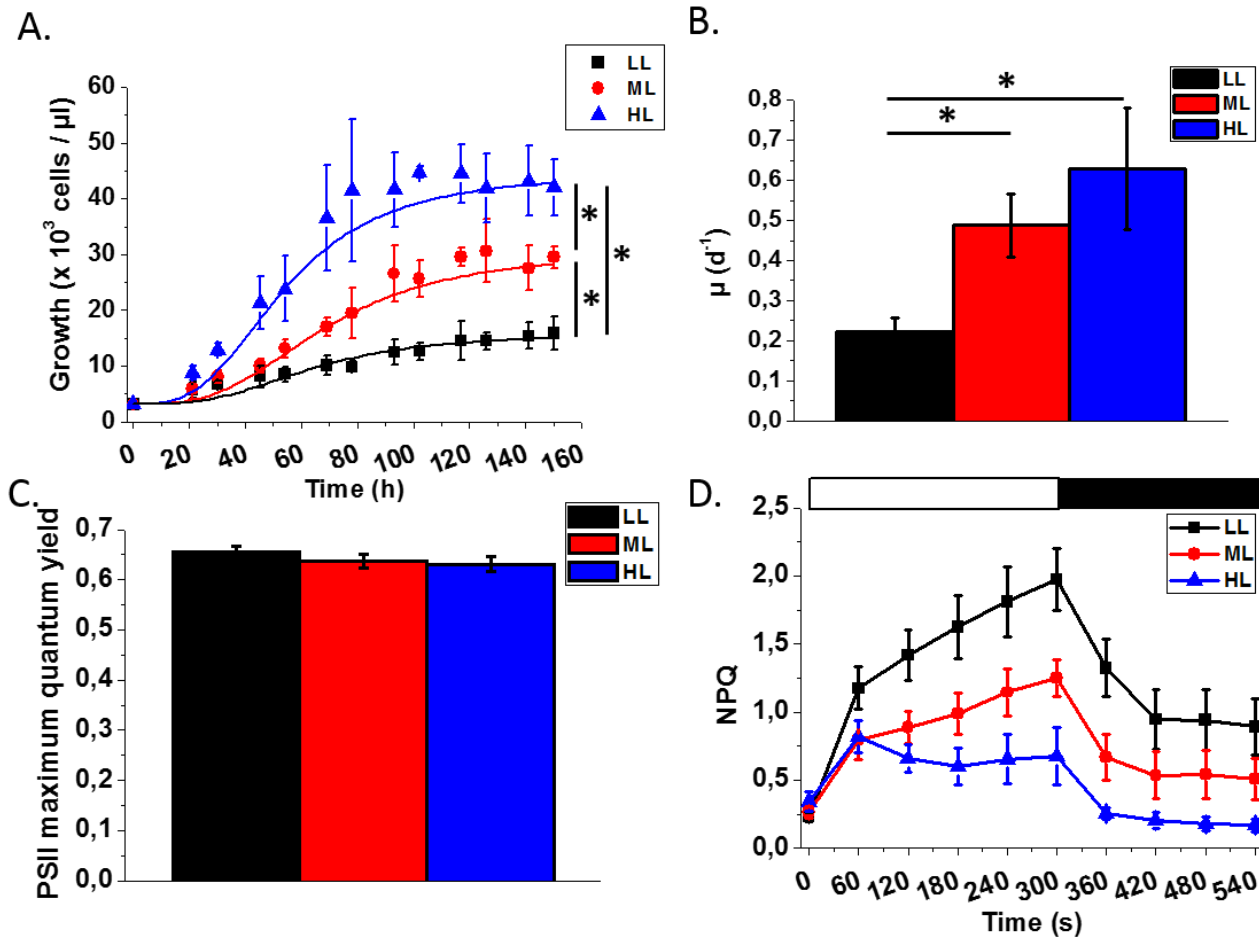 A.
LL
ML
HL
Growth (x 10³ cells / µl)
60
50
40
30
20
10
0
0 20 40 60 80 100 120 140 160
Time (h)
*
*
*
B.
LL
ML
HL
µ (d⁻¹)
0,8
0,7
0,6
0,5
0,4
0,3
0,2
0,1
0,0
*
*
C.
LL
ML
HL
PSII maximum quantum yield
0,7
0,6
0,5
0,4
0,3
0,2
0,1
0,0
D.
LL
ML
HL
NPQ
2,5
2,0
1,5
1,0
0,5
0,0
0 60 120 180 240 300 360 420 480 540
Time (s)